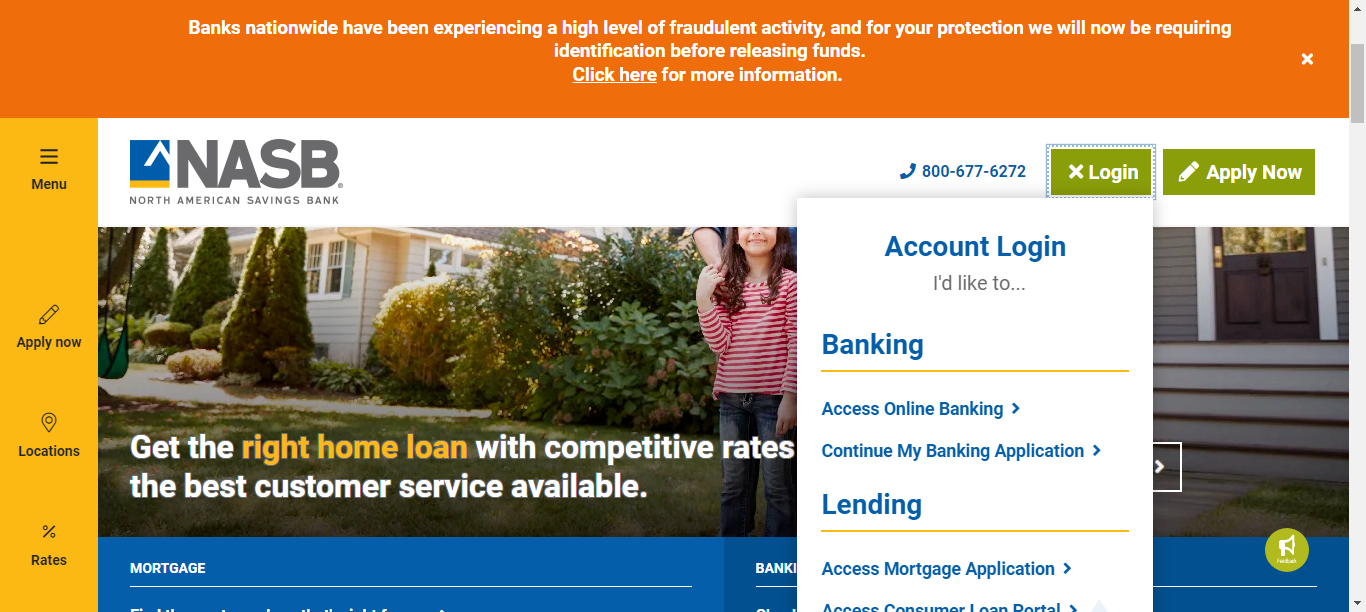 Banks nationwide have been experiencing a high level of fraudulent activity, and for your protection we will now be requiring
identification before releasing funds.
Click here for more information.
Menu
Apply now
Locations
Rates
NASB
NORTH AMERICAN SAVINGS BANK
800-677-6272
Login
Apply Now
Account Login
I'd like to...
Banking
Access Online Banking
Continue My Banking Application
Lending
Access Mortgage Application
Access Consumer Loan Portal
Get the right home loan with competitive rates
the best customer service available.
Feedback
MORTGAGE
BANKI